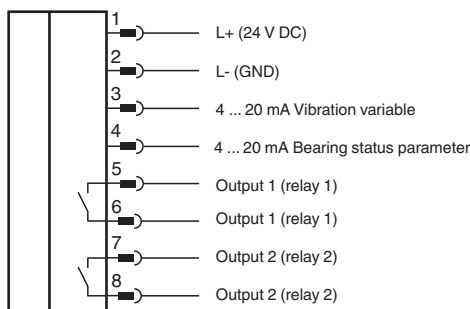 1
L+ (24 V DC)
2
L- (GND)
3
4 ... 20 mA Vibration variable
4
4 ... 20 mA Bearing status parameter
5
Output 1 (relay 1)
6
Output 1 (relay 1)
7
Output 2 (relay 2)
8
Output 2 (relay 2)